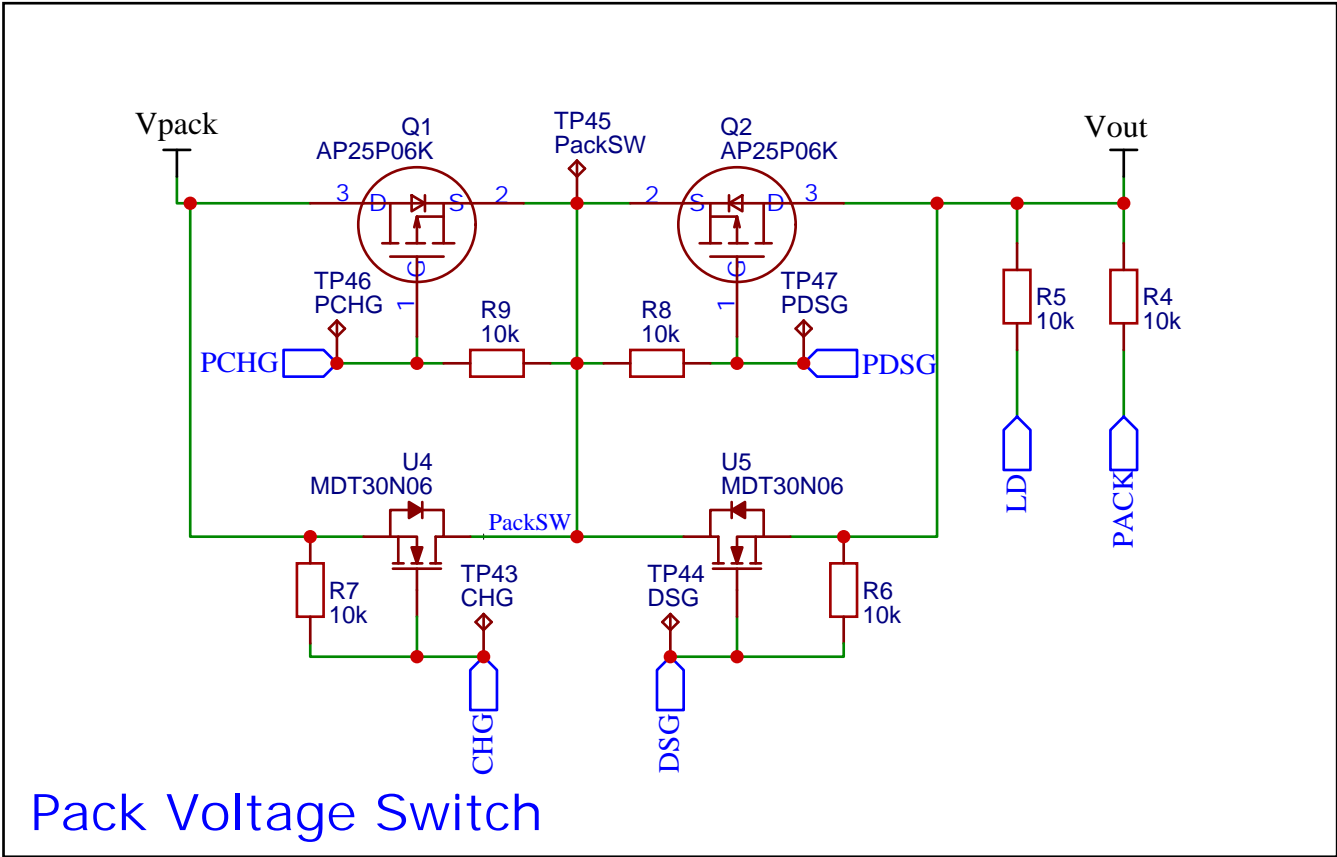 Vpack
Q1
AP25P06K
TP45
PackSW
Q2
AP25P06K
Vout
3
D
S
2
2
S
D
3
G
1
G
1
TP46
PCHG
R9
10k
R8
10k
TP47
PDSG
R5
10k
R4
10k
PCHG
PDSG
LD
PACK
U4
MDT30N06
PackSW
U5
MDT30N06
R7
10k
TP43
CHG
TP44
DSG
R6
10k
CHG
DSG
Pack Voltage Switch